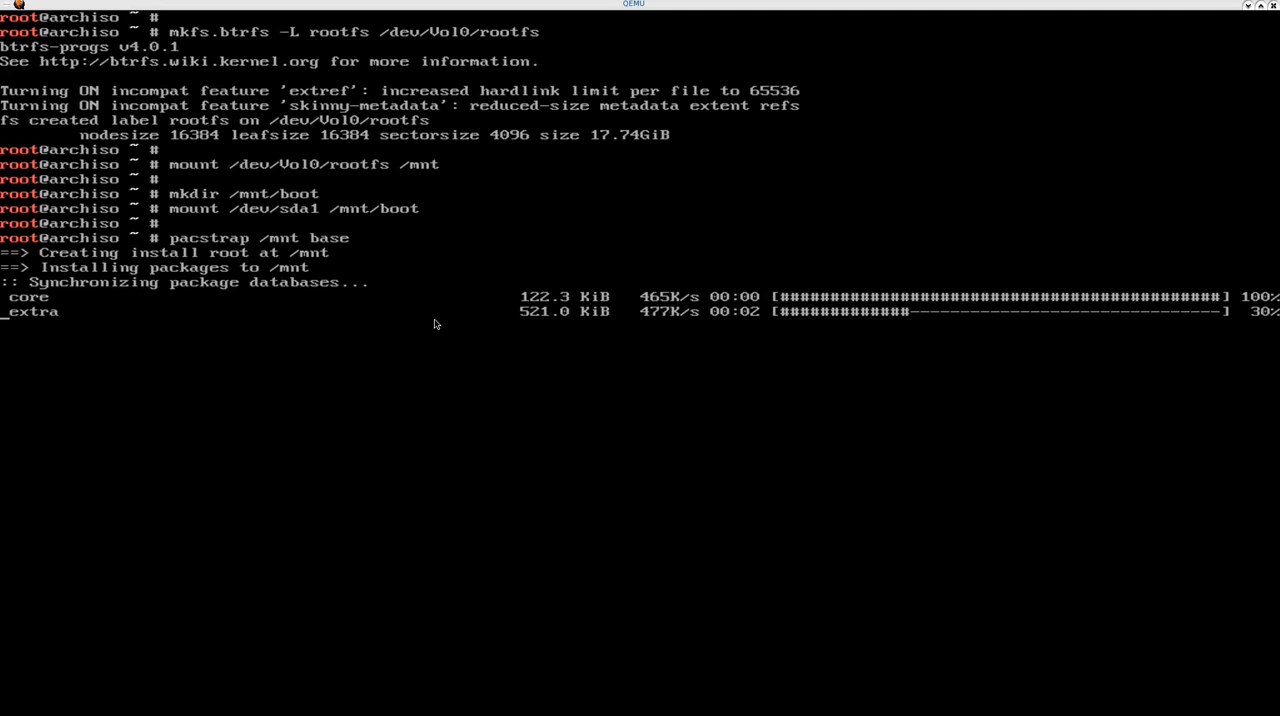 QEMU
root@archiso ~ #
root@archiso ~ # mkfs.btrfs -L rootfs /dev/Vol0/rootfs
btrfs-progs v4.0.1
See http://btrfs.wiki.kernel.org for more information.
Turning ON incompat feature 'extref': increased hardlink limit per file to 65536
Turning ON incompat feature 'skinny-metadata': reduced-size metadata extent refs
fs created label rootfs on /dev/Vol0/rootfs
nodesize 16384 leafsize 16384 sectorsize 4096 size 17.74GiB
root@archiso ~ #
root@archiso ~ # mount /dev/Vol0/rootfs /mnt
root@archiso ~ #
root@archiso ~ # mkdir /mnt/boot
root@archiso ~ # mount /dev/sda1 /mnt/boot
root@archiso ~ #
root@archiso ~ # pacstrap /mnt base
==> Creating install root at /mnt
==> Installing packages to /mnt
:: Synchronizing package databases...
core 122.3 KiB 465K/s 00:00 [############################################] 100%
_extra 521.0 KiB 477K/s 00:02 [#############-------------------------------] 30%